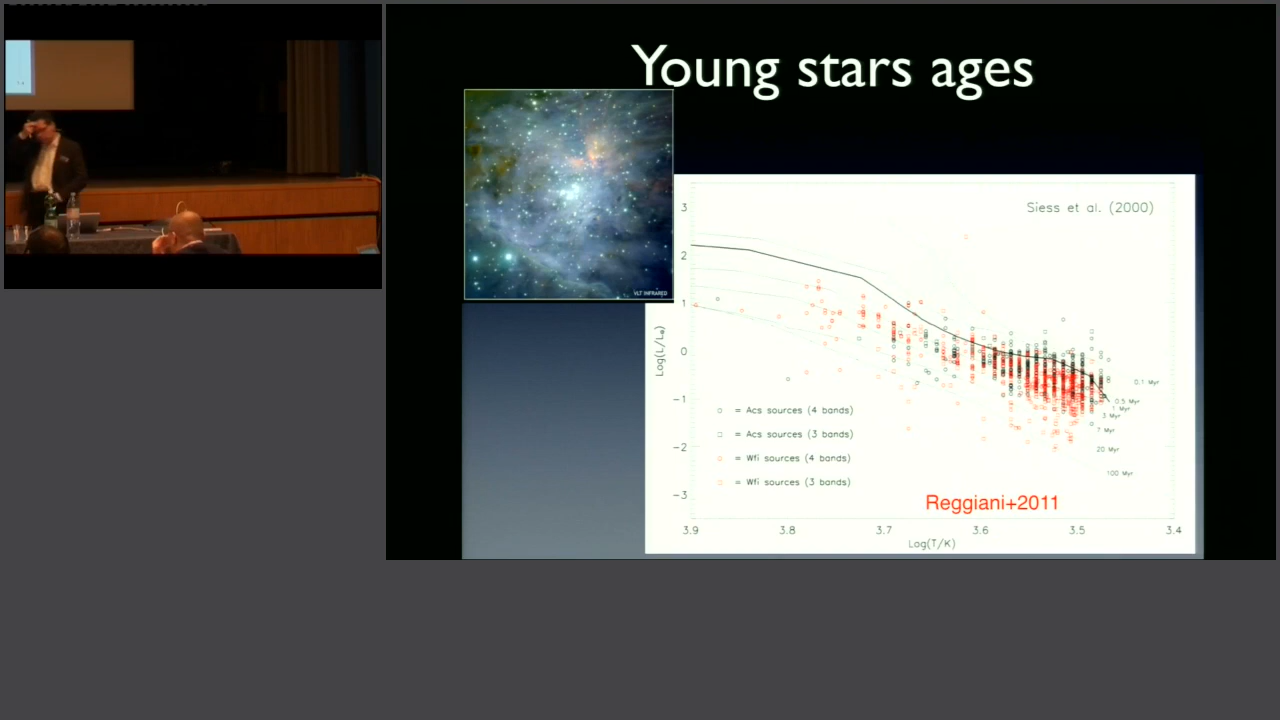 Young stars ages
VLT INFRARED
Siess et al. (2000)
3
2
1
0
−1
−2
−3
Log(L/L⊙)
0.1 Myr
0.5 Myr
1 Myr
3 Myr
7 Myr
20 Myr
100 Myr
= Acs sources (4 bands)
= Acs sources (3 bands)
= Wfi sources (4 bands)
= Wfi sources (3 bands)
Reggiani+2011
3.9 3.8 3.7 3.6 3.5 3.4
Log(T/K)